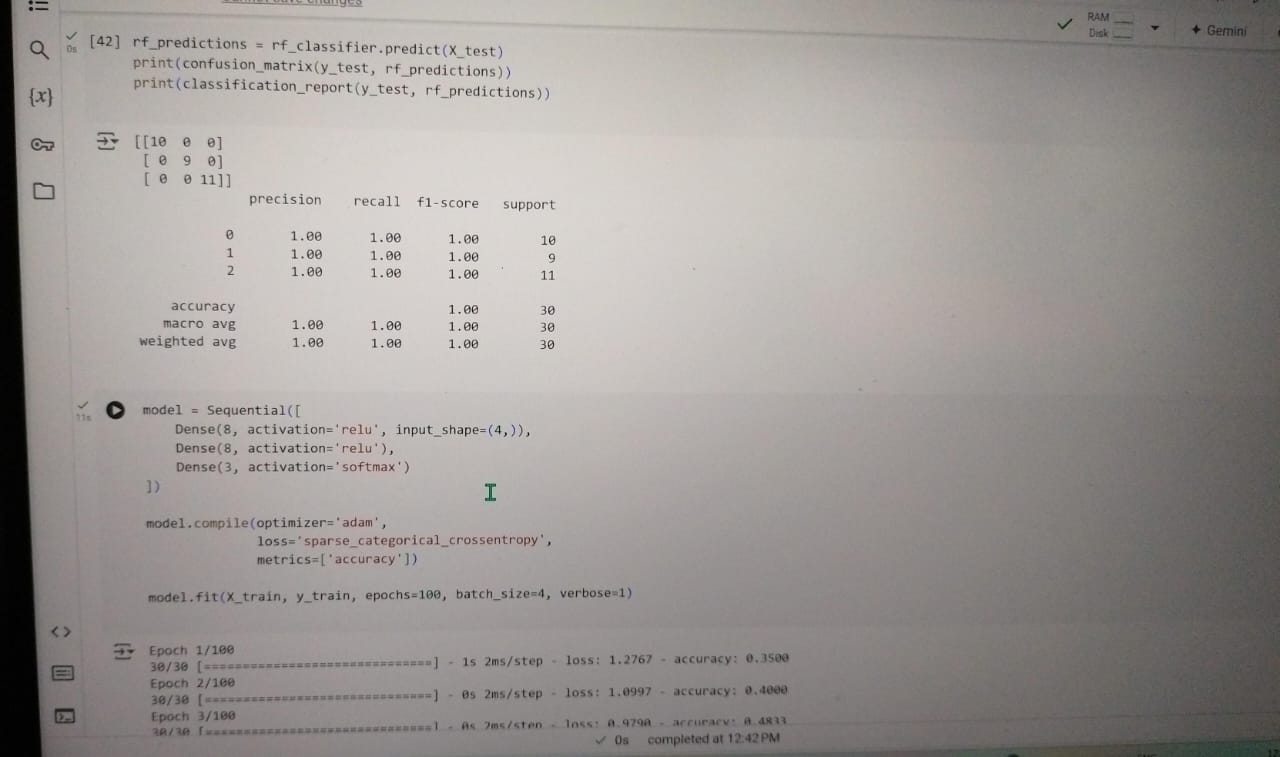 Cannot save changes
RAM
Disk
Gemini
0s
[42] rf_predictions = rf_classifier.predict(X_test)
print(confusion_matrix(y_test, rf_predictions))
print(classification_report(y_test, rf_predictions))
{x}
[[10 0 0]
[ 0 9 0]
[ 0 0 11]]
precision recall f1-score support
0 1.00 1.00 1.00 10
1 1.00 1.00 1.00 9
2 1.00 1.00 1.00 11
accuracy 1.00 30
macro avg 1.00 1.00 1.00 30
weighted avg 1.00 1.00 1.00 30
11s
model = Sequential([
Dense(8, activation='relu', input_shape=(4,)),
Dense(8, activation='relu'),
Dense(3, activation='softmax')
])
model.compile(optimizer='adam',
loss='sparse_categorical_crossentropy',
metrics=['accuracy'])
model.fit(X_train, y_train, epochs=100, batch_size=4, verbose=1)
Epoch 1/100
30/30 [==============================] - 1s 2ms/step - loss: 1.2767 - accuracy: 0.3500
Epoch 2/100
30/30 [==============================] - 0s 2ms/step - loss: 1.0997 - accuracy: 0.4000
Epoch 3/100
30/30 [==============================] - 0s 2ms/step - loss: 0.9790 - accuracy: 0.4833
0s completed at 12:42 PM